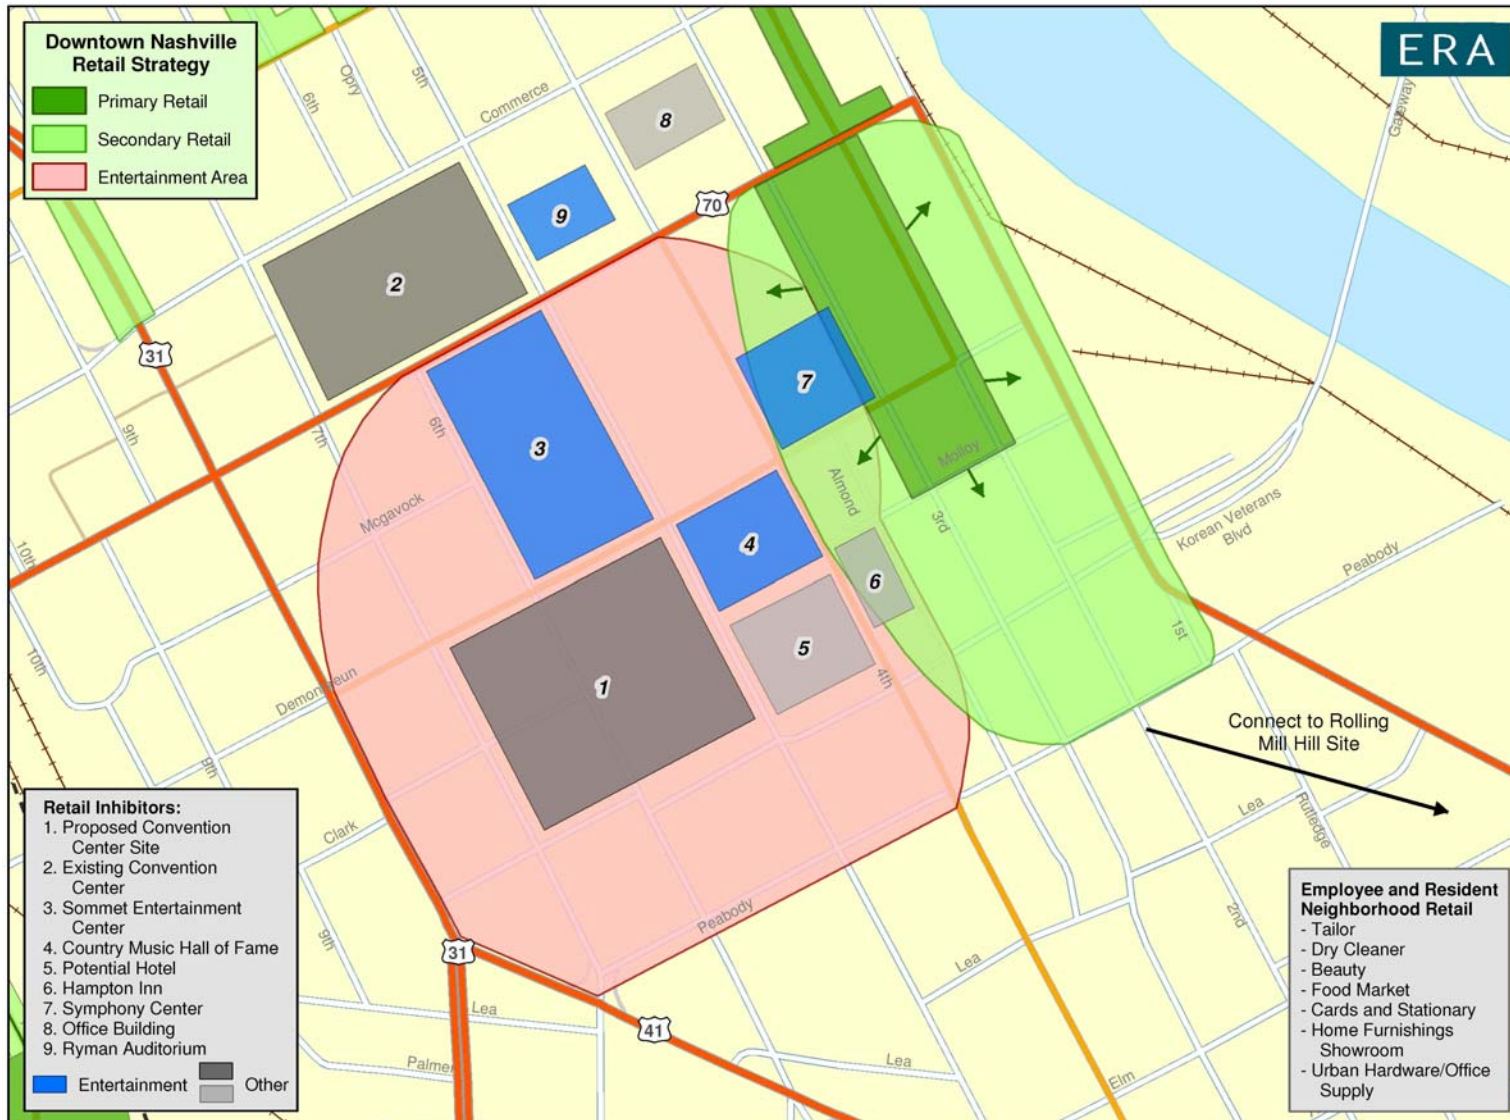 Downtown Nashville
Retail Strategy
Primary Retail
Secondary Retail
Entertainment Area
ERA
6th
Opry
5th
Commerce
Gateway
8
9
70
2
31
9th
7th
6th
3
7
Mcgavock
Almond
Molloy
3rd
Korean Veterans
Blvd
Peabody
10th
4
6
5
1st
4th
10th
Demonbreun
1
Connect to Rolling
Mill Hill Site
9th
Clark
Lea
Rutledge
Peabody
2nd
9th
31
Lea
Lea
41
Palmer
Lea
Elm
Retail Inhibitors:
1. Proposed Convention
Center Site
2. Existing Convention
Center
3. Sommet Entertainment
Center
4. Country Music Hall of Fame
5. Potential Hotel
6. Hampton Inn
7. Symphony Center
8. Office Building
9. Ryman Auditorium
Entertainment
Other
Employee and Resident
Neighborhood Retail
- Tailor
- Dry Cleaner
- Beauty
- Food Market
- Cards and Stationary
- Home Furnishings
Showroom
- Urban Hardware/Office
Supply